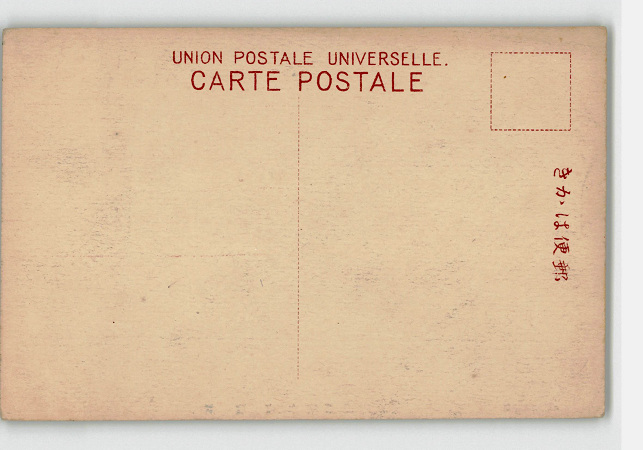 UNION POSTALE UNIVERSELLE.
CARTE POSTALE
郵便はかき